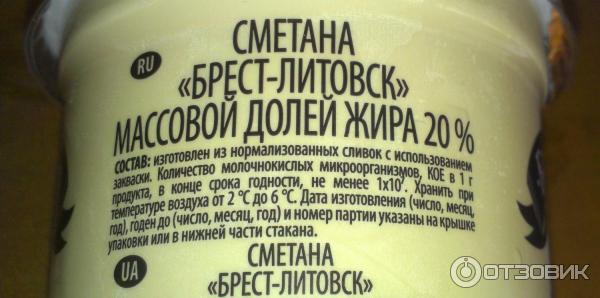 RU
СМЕТАНА
«БРЕСТ-ЛИТОВСК»
МАССОВОЙ ДОЛЕЙ ЖИРА 20 %
СОСТАВ: изготовлен из нормализованных сливок с использованием
закваски. Количество молочнокислых микроорганизмов, КОЕ в 1 г
продукта, в конце срока годности, не менее 1х10⁷. Хранить при
температуре воздуха от 2 °С до 6 °С. Дата изготовления (число, месяц,
год), годен до (число, месяц, год) и номер партии указаны на крышке
упаковки или в нижней части стакана.
UA
СМЕТАНА
«БРЕСТ-ЛИТОВСК»
ОТЗОВИК